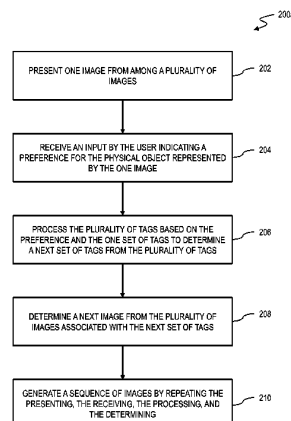 200
PRESENT ONE IMAGE FROM AMONG A PLURALITY OF
IMAGES
202
RECEIVE AN INPUT BY THE USER INDICATING A
PREFERENCE FOR THE PHYSICAL OBJECT REPRESENTED
BY THE ONE IMAGE
204
PROCESS THE PLURALITY OF TAGS BASED ON THE
PREFERENCE AND THE ONE SET OF TAGS TO DETERMINE
A NEXT SET OF TAGS FROM THE PLURALITY OF TAGS
206
DETERMINE A NEXT IMAGE FROM THE PLURALITY OF
IMAGES ASSOCIATED WITH THE NEXT SET OF TAGS
208
GENERATE A SEQUENCE OF IMAGES BY REPEATING THE
PRESENTING, THE RECEIVING, THE PROCESSING, AND
THE DETERMINING
210